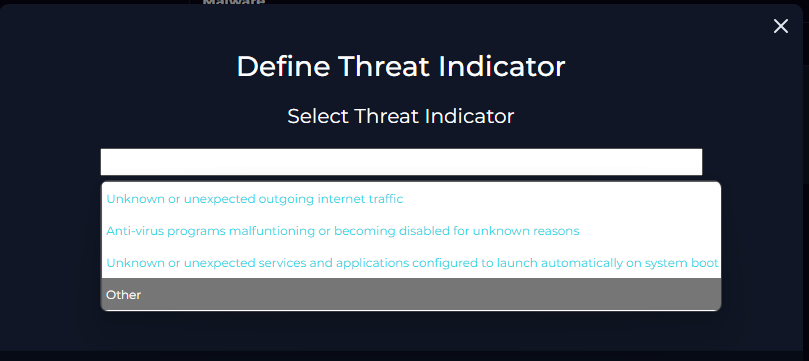 Malware
Define Threat Indicator
Select Threat Indicator
Unknown or unexpected outgoing internet traffic
Anti-virus programs malfuntioning or becoming disabled for unknown reasons
Unknown or unexpected services and applications configured to launch automatically on system boot
Other